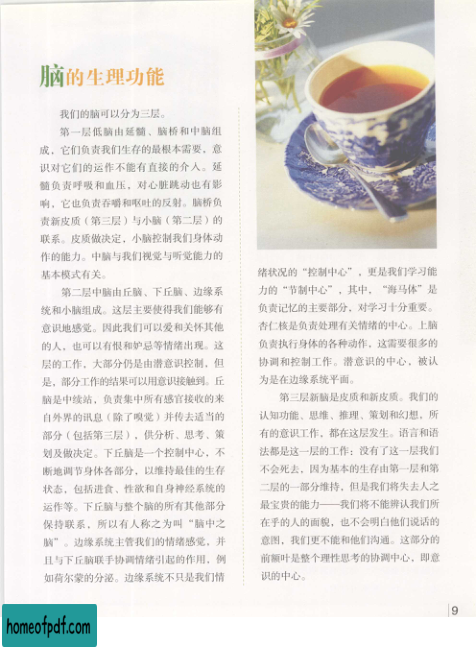 脑的生理功能
我们的脑可以分为三层。
第一层低脑由延髓、脑桥和中脑组
成，它们负责我们生存的最根本需要，意
识对它们的运作不能有直接的介入。延
髓负责呼吸和血压，对心脏跳动也有影
响，它也负责吞嚼和呕吐的反射。脑桥负
责新皮质（第三层）与小脑（第二层）的
联系。皮质做决定，小脑控制我们身体动
作的能力。中脑与我们视觉与听觉能力的
基本模式有关。
第二层中脑由丘脑、下丘脑、边缘系
统和小脑组成。这层主要使得我们能够有
意识地感觉。因此我们可以爱和关怀其他
的人，也可以有恨和妒忌等情绪出现。这
层的工作，大部分仍是由潜意识控制，但
是，部分工作的结果可以用意识接触到。丘
脑是中续站，负责集中所有感官接收的来
自外界的讯息（除了嗅觉）并传去适当的
部分（包括第三层），供分析、思考、策
划及做决定。下丘脑是一个控制中心，不
断地调节身体各部分，以维持最佳的生存
状态，包括进食、性欲和自身神经系统的
运作等。下丘脑与整个脑的所有其他部分
保持联系，所以有人称之为叫“脑中之
脑”。边缘系统主管我们的情绪感觉，并
且与下丘脑联手协调情绪引起的作用，例
如荷尔蒙的分泌。边缘系统不只是我们情
绪状况的“控制中心”，更是我们学习能
力的“节制中心”，其中，“海马体”是
负责记忆的主要部分，对学习十分重要。
杏仁核是负责处理有关情绪的中心。上脑
负责执行身体的各种动作，这需要很多的
协调和控制工作。潜意识的中心，被认
为是在边缘系统平面。
第三层新脑是皮质和新皮质。我们的
认知功能、思维、推理、策划和幻想，所
有的意识工作，都在这层发生。语言和语
法都是这一层的工作；没有了这一层我们
不会死去，因为基本的生存由第一层和第
二层的一部分维持，但是我们将失去人之
最宝贵的能力——我们将不能辨认我们所
在乎的人的面貌，也不会明白他们说话的
意图，我们更不能和他们沟通。这部分的
前额叶是整个理性思考的协调中心，即意
识的中心。
9
homeofpdf.com